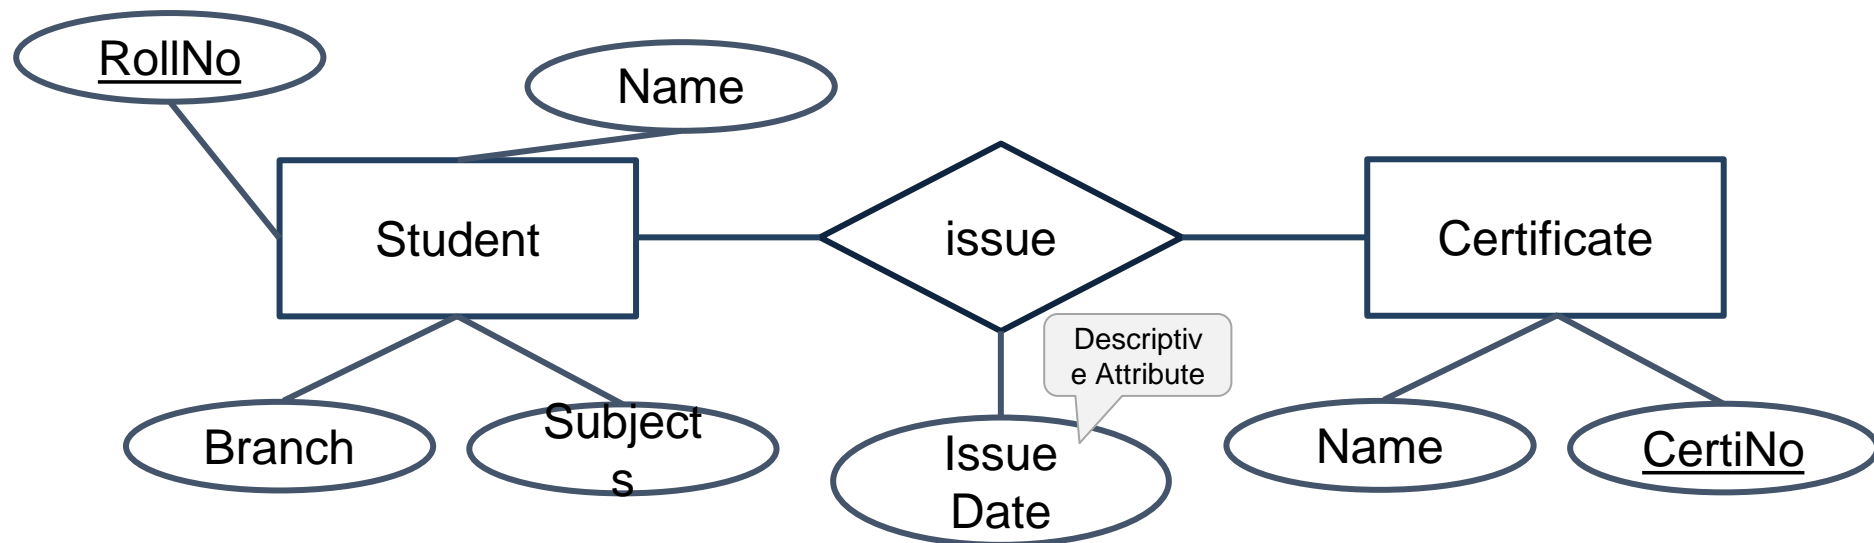 RollNo
Name
Student
issue
Certificate
Descriptiv
e Attribute
Branch
Subject
s
Issue
Date
Name
CertiNo